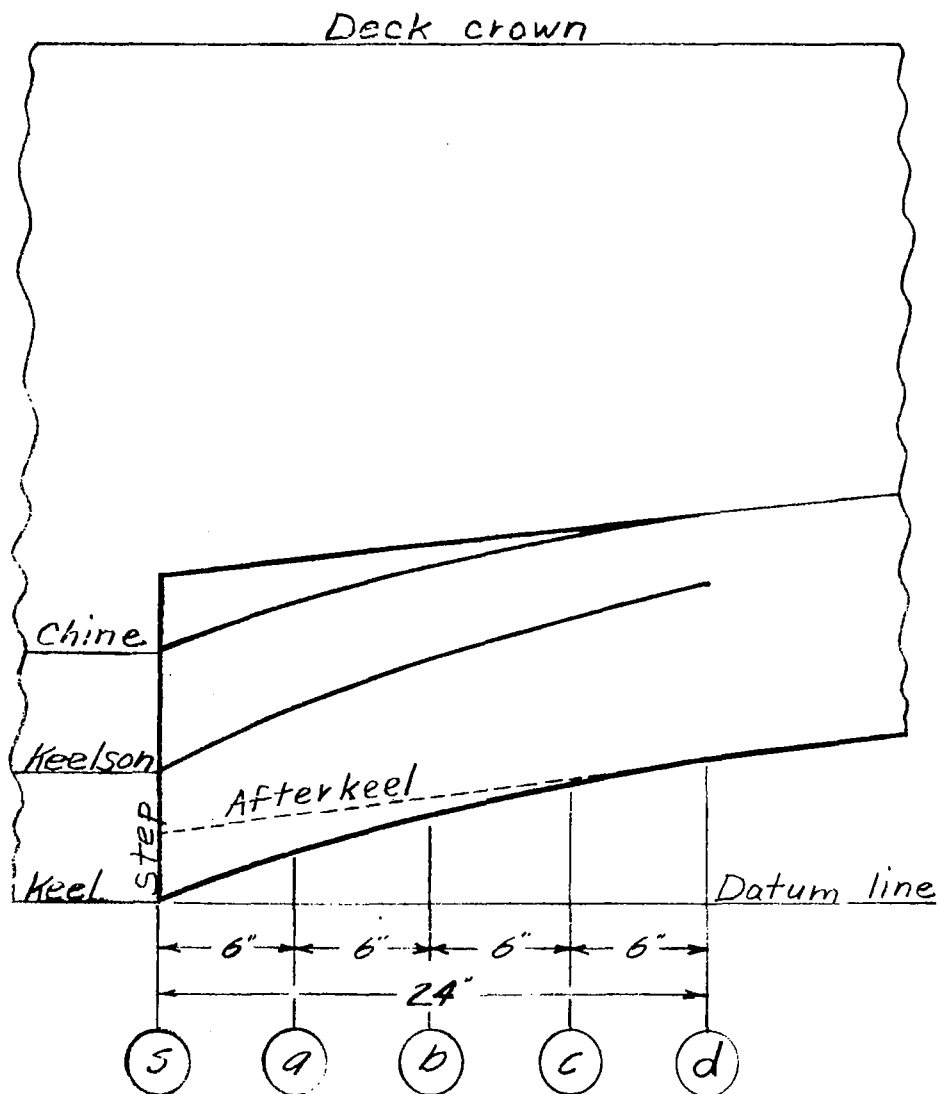 Deck crown
Chine
Keelson
Afterkeel
Step
Keel
Datum line
6" 6" 6" 6"
24"
s a b c d